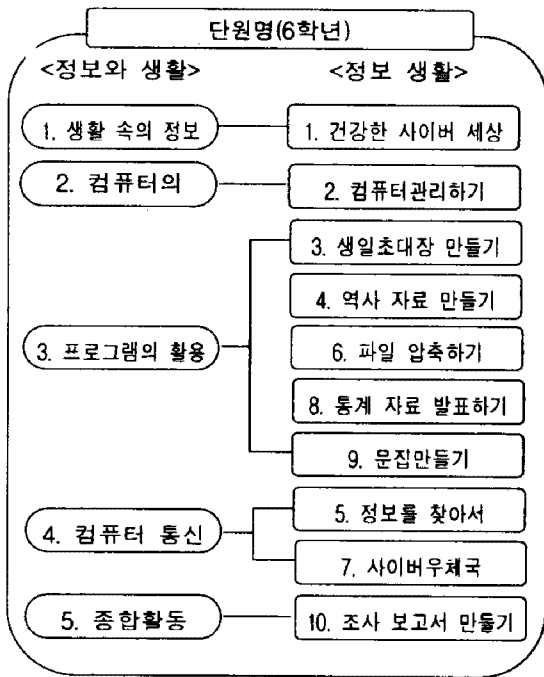 단원명(6학년)
<정보와 생활> <정보 생활>
1. 생활 속의 정보
1. 건강한 사이버 세상
2. 컴퓨터의
2. 컴퓨터관리하기
3. 프로그램의 활용
3. 생일초대장 만들기
4. 역사 자료 만들기
6. 파일 압축하기
8. 통계 자료 발표하기
9. 문집만들기
4. 컴퓨터 통신
5. 정보를 찾아서
7. 사이버우체국
5. 종합활동
10. 조사 보고서 만들기